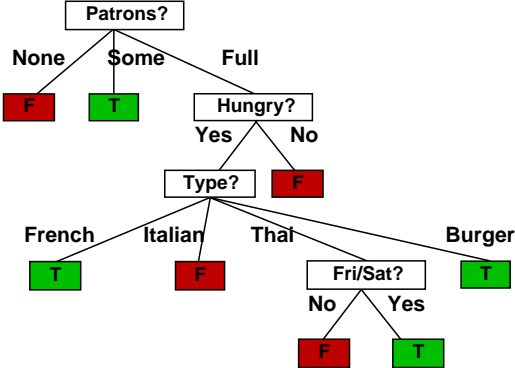 Patrons?
None Some Full
F T Hungry?
Yes No
Type? F
French Italian Thai Burger
T F Fri/Sat? T
No Yes
F T